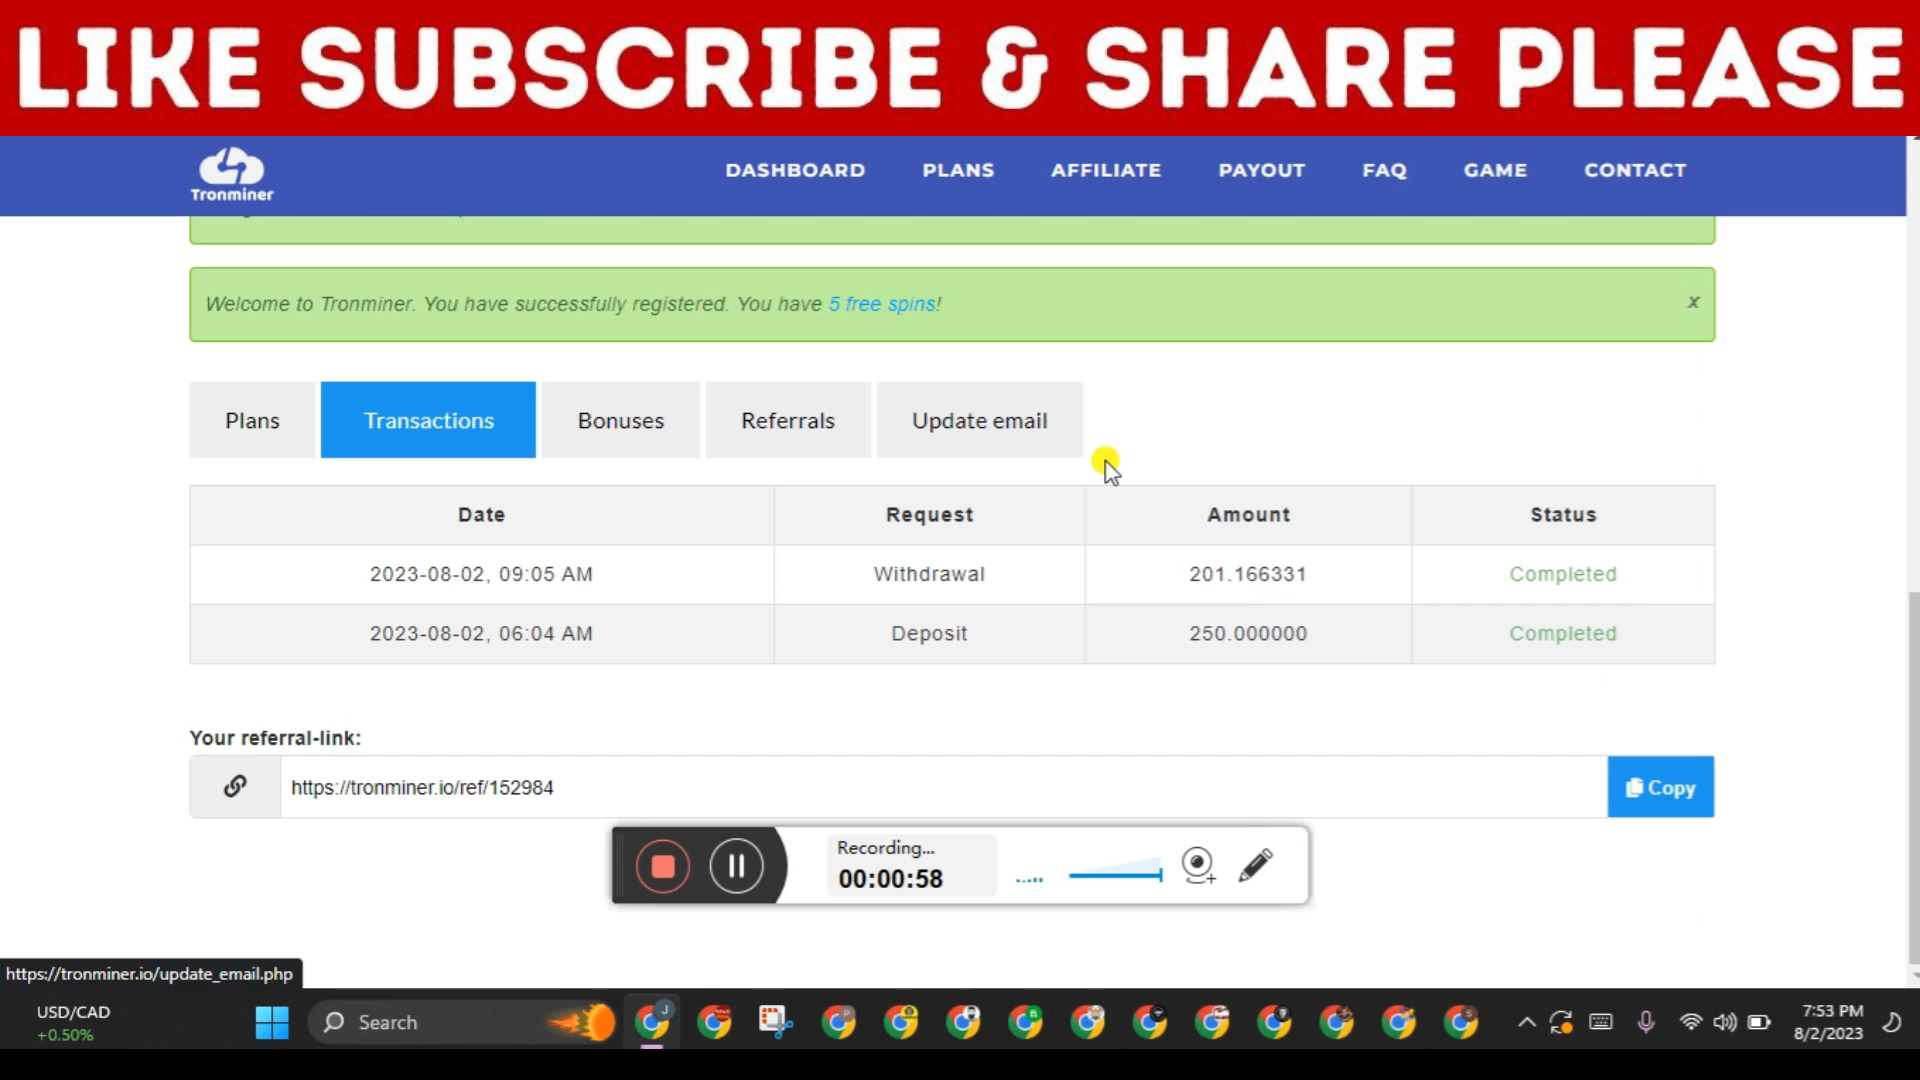 LIKE SUBSCRIBE & SHARE PLEASE
Tronminer
DASHBOARD PLANS AFFILIATE PAYOUT FAQ GAME CONTACT
Welcome to Tronminer. You have successfully registered. You have 5 free spins!
x
Plans Transactions Bonuses Referrals Update email
Date Request Amount Status
2023-08-02, 09:05 AM Withdrawal 201.166331 Completed
2023-08-02, 06:04 AM Deposit 250.000000 Completed
Your referral-link:
https://tronminer.io/ref/152984 Copy
Recording...
00:00:58
https://tronminer.io/update_email.php
USD/CAD
+0.50%
Search
7:53 PM
8/2/2023